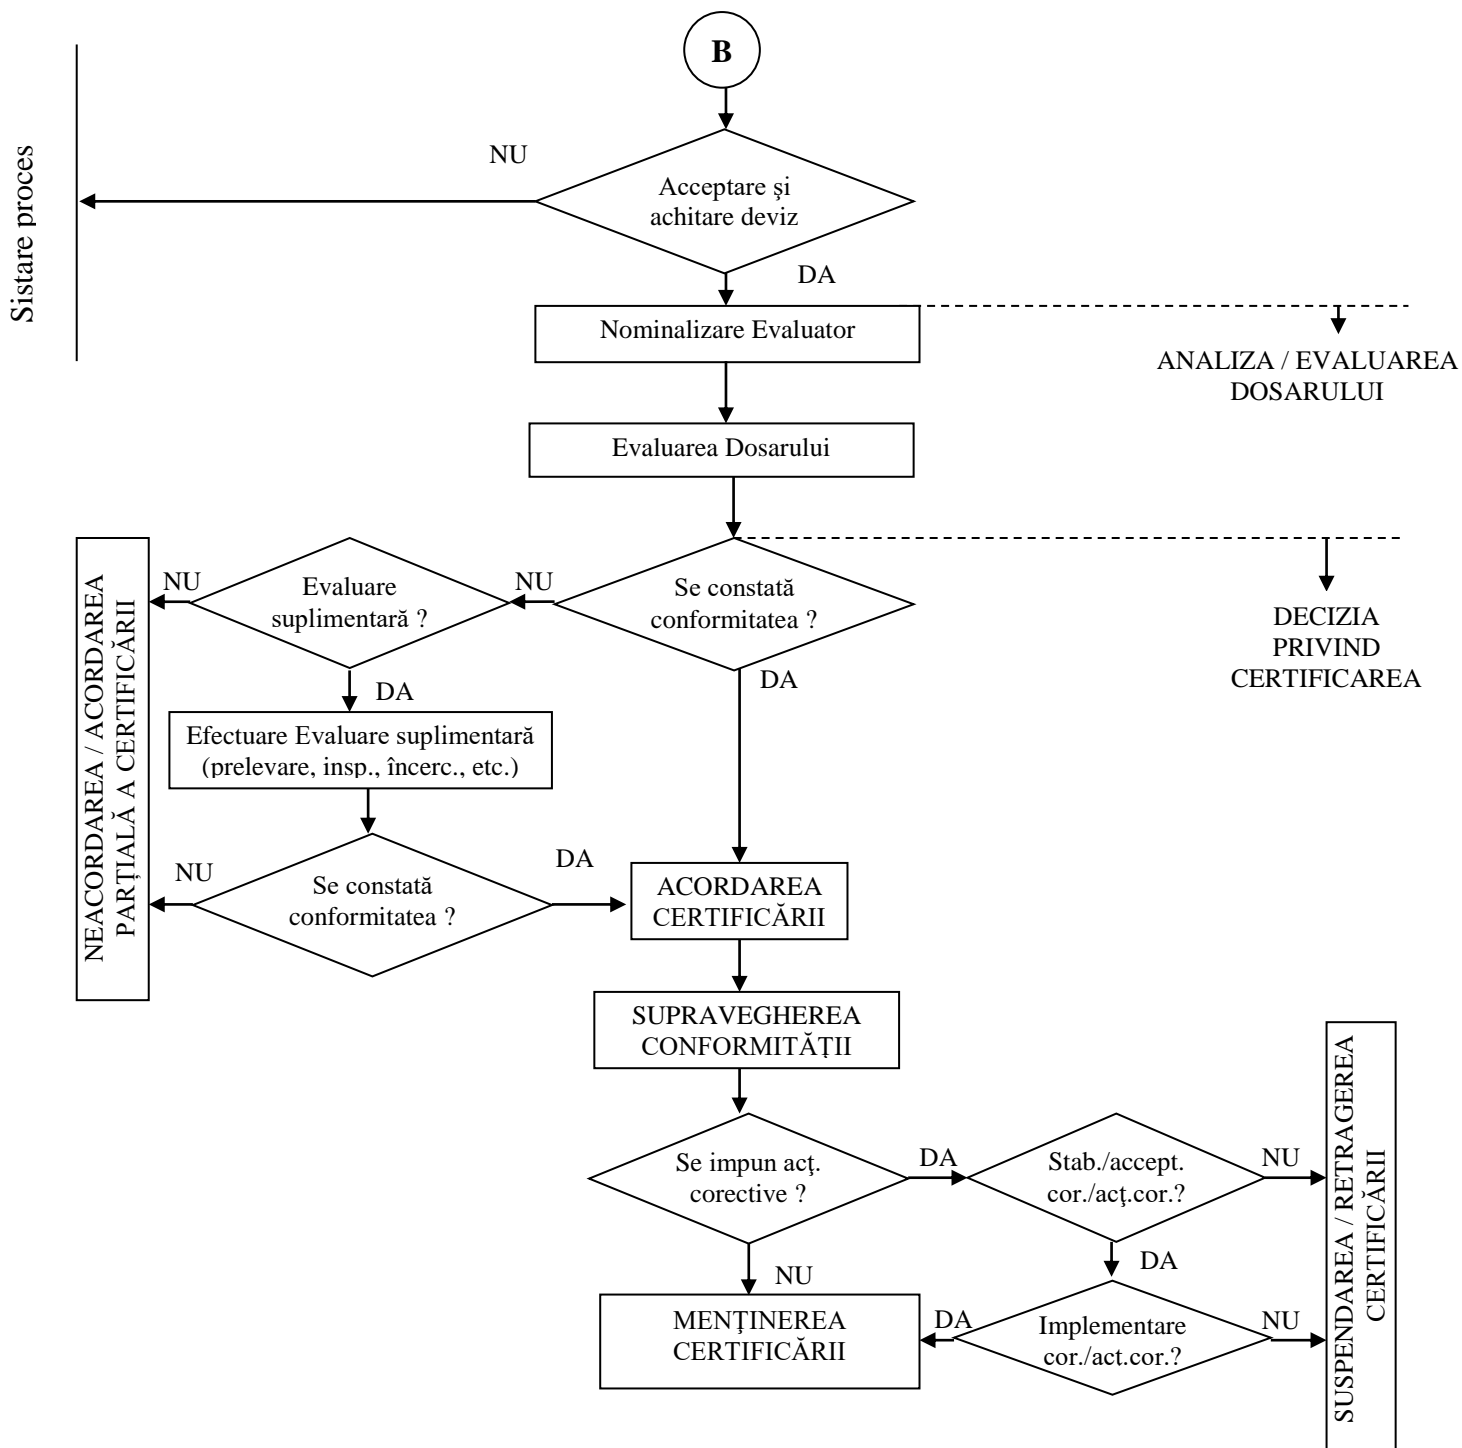 B
NU
Sistare proces
Acceptare şi
achitare deviz
DA
Nominalizare Evaluator
ANALIZA / EVALUAREA
DOSARULUI
Evaluarea Dosarului
NU
Evaluare
suplimentară ?
NU
Se constată
conformitatea ?
DECIZIA
PRIVIND
CERTIFICAREA
DA
DA
NEACORDAREA / ACORDAREA
PARŢIALĂ A CERTIFICĂRII
Efectuare Evaluare suplimentară
(prelevare, insp., încerc., etc.)
NU
Se constată
conformitatea ?
DA
ACORDAREA
CERTIFICĂRII
SUPRAVEGHEREA
CONFORMITĂŢII
Se impun acţ.
corective ?
DA
Stab./accept.
cor./acţ.cor.?
NU
SUSPENDAREA / RETRAGEREA
CERTIFICĂRII
NU
DA
MENŢINEREA
CERTIFICĂRII
DA
Implementare
cor./act.cor.?
NU